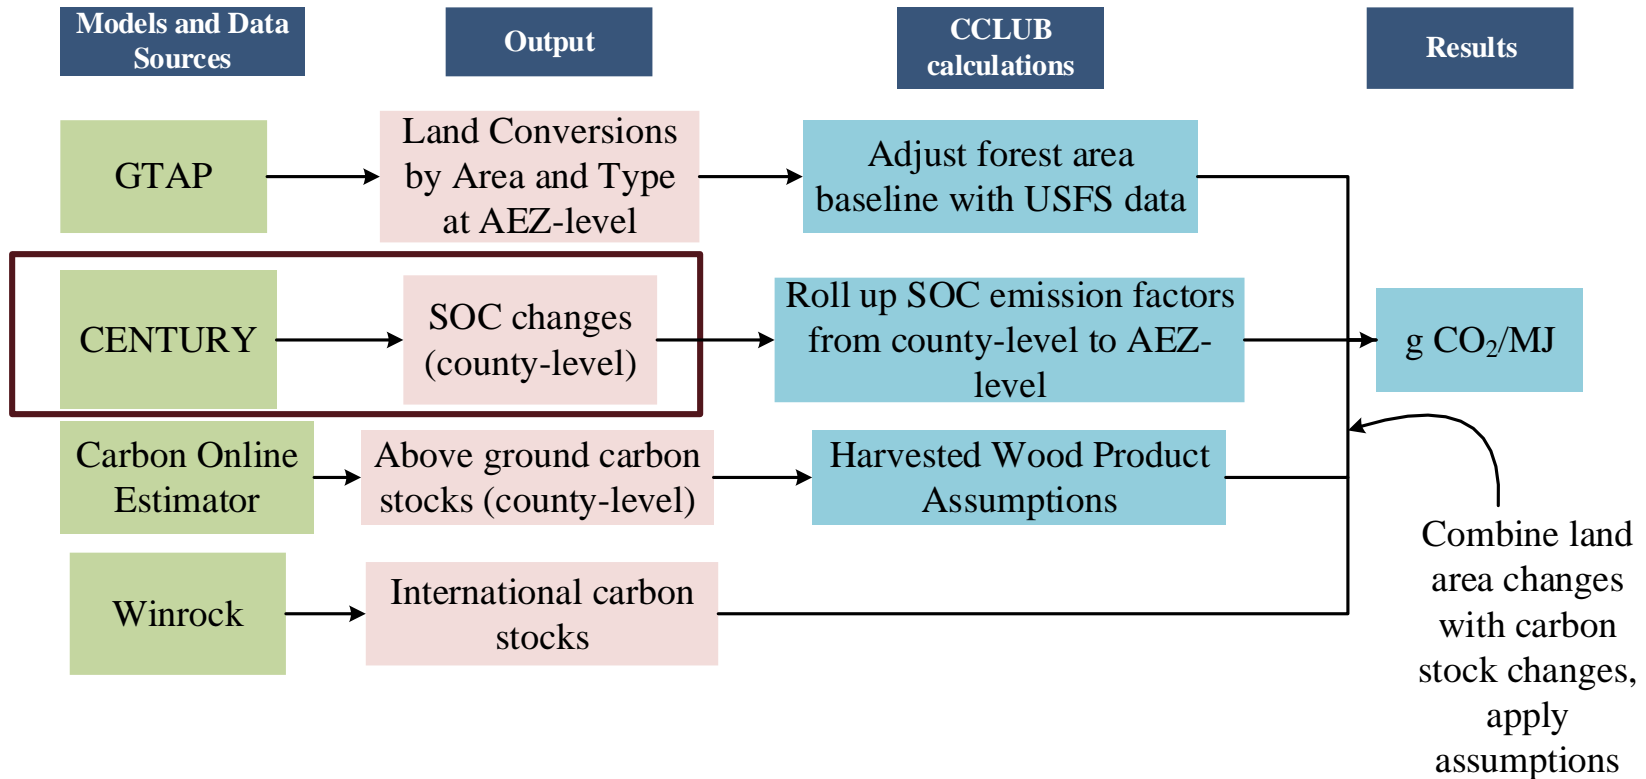 Models and Data
Sources
Output
CCLUB
calculations
Results
GTAP
Land Conversions
by Area and Type
at AEZ-level
Adjust forest area
baseline with USFS data
CENTURY
SOC changes
(county-level)
Roll up SOC emission factors
from county-level to AEZ-
level
g CO₂/MJ
Carbon Online
Estimator
Above ground carbon
stocks (county-level)
Harvested Wood Product
Assumptions
Winrock
International carbon
stocks
Combine land
area changes
with carbon
stock changes,
apply
assumptions